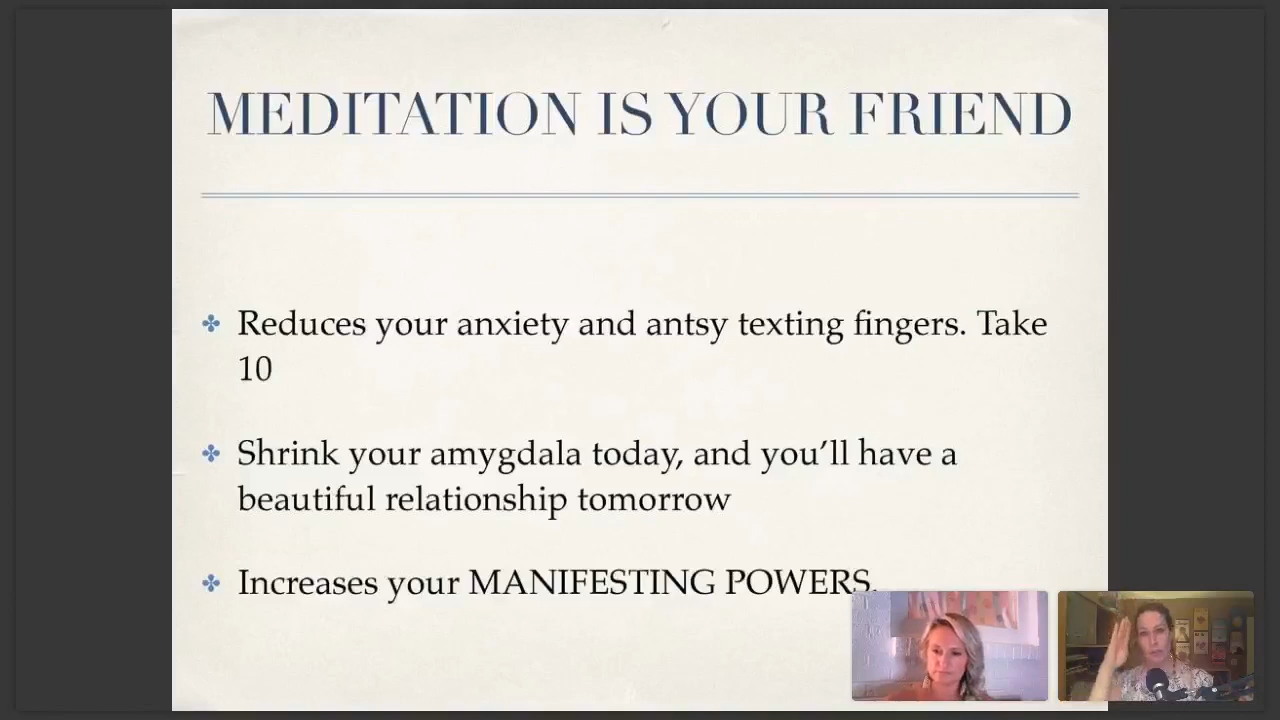 MEDITATION IS YOUR FRIEND
Reduces your anxiety and antsy texting fingers. Take
10
Shrink your amygdala today, and you’ll have a
beautiful relationship tomorrow
Increases your MANIFESTING POWERS.